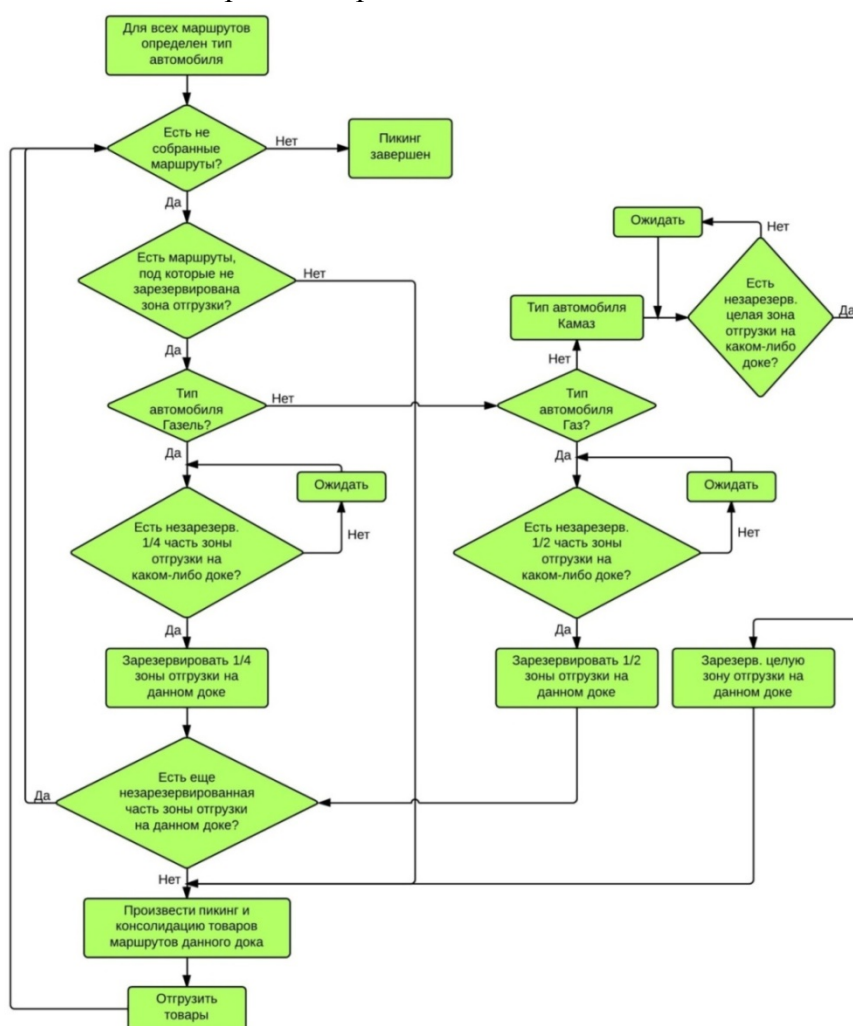 Для всех маршрутов
определен тип
автомобиля
Есть не
собранные
маршруты?
Нет
Пикинг
завершен
Да
Есть маршруты,
под которые не
зарезервирована
зона отгрузки?
Нет
Ожидать
Нет
Есть
незарезерв.
целая зона
отгрузки на
каком-либо
доке?
Да
Тип автомобиля
Камаз
Да
Нет
Тип
автомобиля
Газель?
Нет
Тип
автомобиля
Газ?
Да
Ожидать
Нет
Есть незарезерв.
1/4 часть зоны
отгрузки на
каком-либо доке?
Да
Ожидать
Нет
Есть незарезерв.
1/2 часть зоны
отгрузки на
каком-либо доке?
Да
Зарезервировать 1/4
зоны отгрузки на
данном доке
Да
Зарезервировать 1/2
зоны отгрузки на
данном доке
Зарезерв. целую
зону отгрузки на
данном доке
Есть еще
незарезервированная
часть зоны отгрузки
на данном доке?
Да
Нет
Произвести пикинг и
консолидацию товаров
маршрутов данного дока
Отгрузить
товары